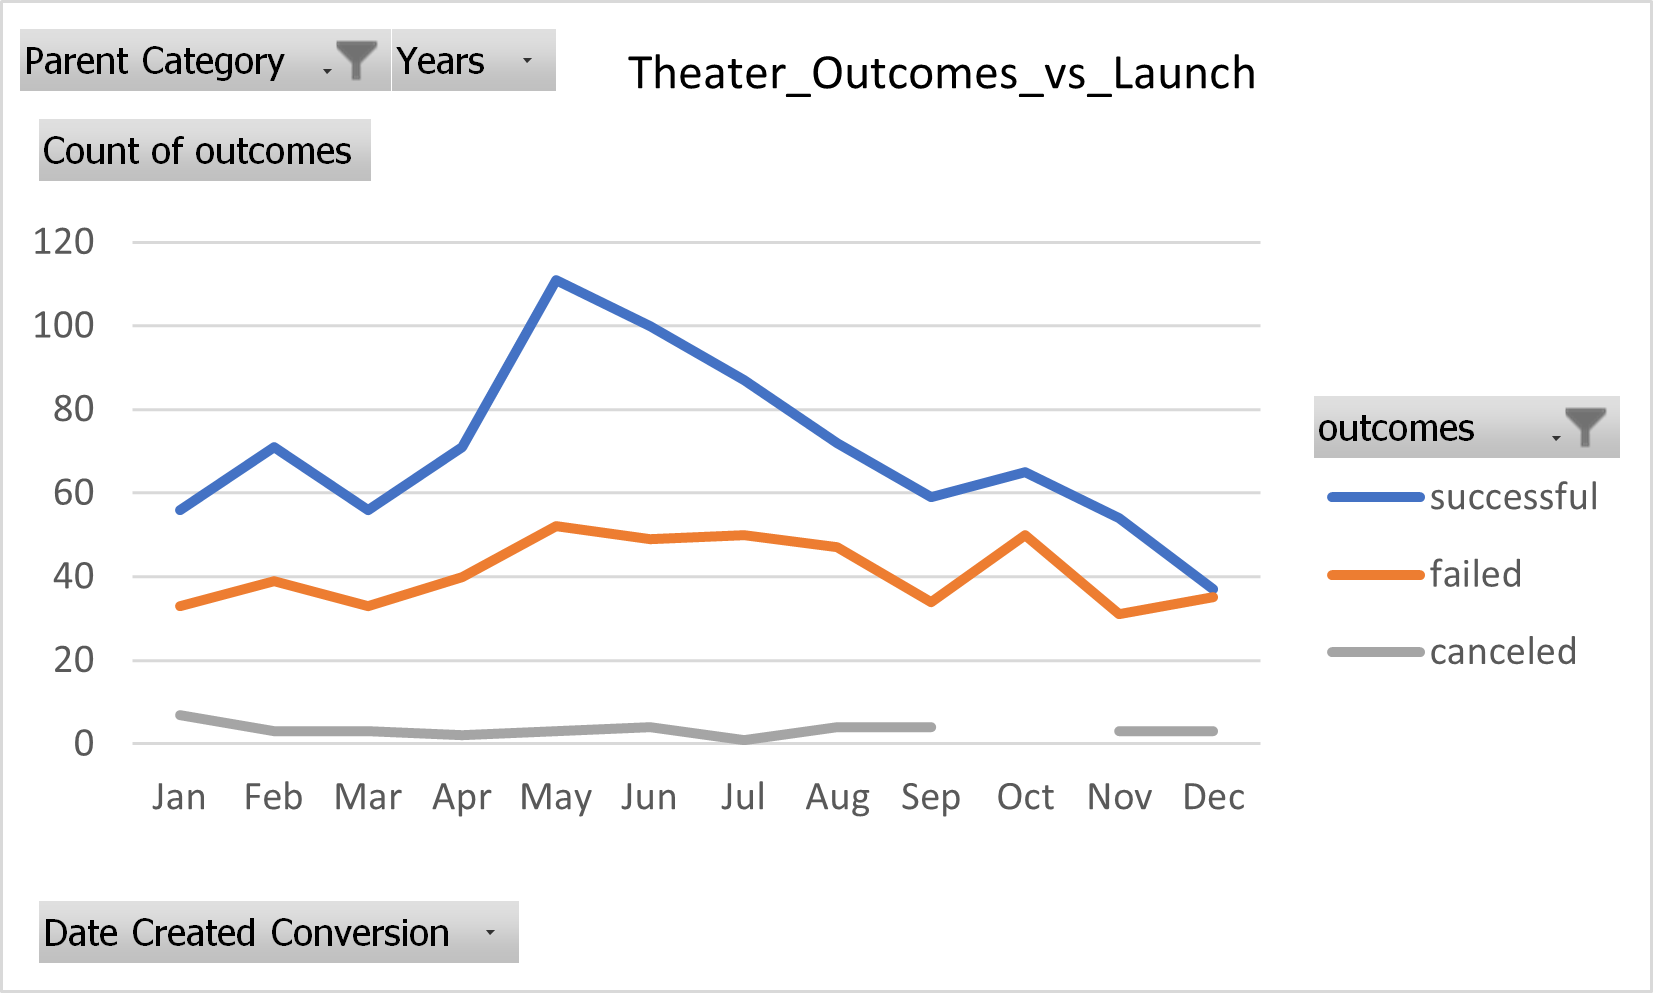 Parent Category Years
Theater_Outcomes_vs_Launch
Count of outcomes
120
100
80
60
40
20
0
Jan Feb Mar Apr May Jun Jul Aug Sep Oct Nov Dec
outcomes
successful
failed
canceled
Date Created Conversion